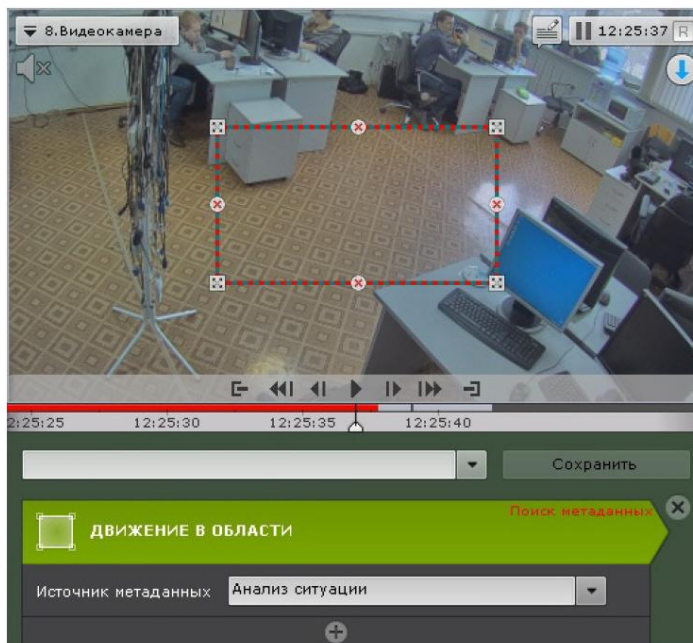 8.Видеокамера
12:25:37 R
2:25:25 12:25:30 12:25:35 12:25:40
Сохранить
Поиск метаданных
ДВИЖЕНИЕ В ОБЛАСТИ
Источник метаданных Анализ ситуации